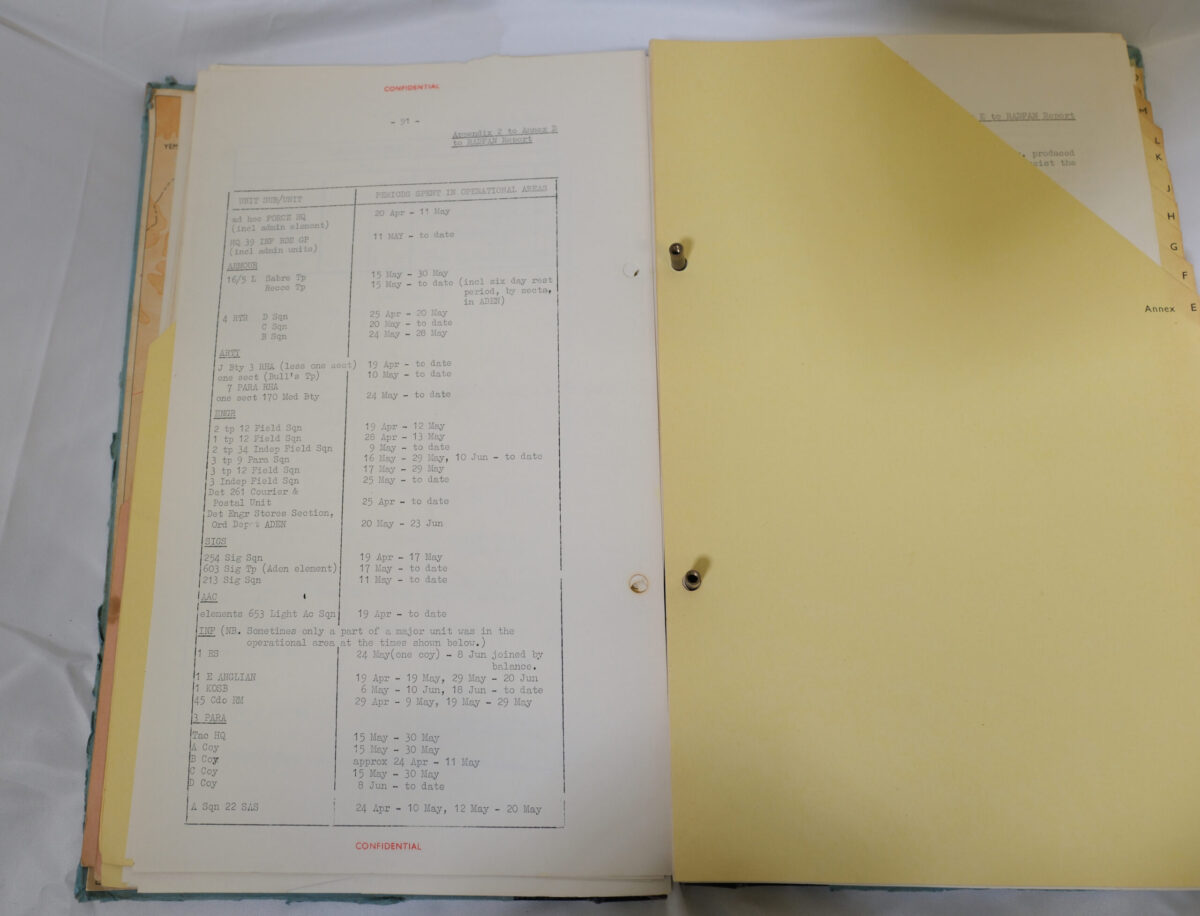 CONFIDENTIAL
- 91 -
Appendix 2 to Annex D
to RADFAN Report
UNIT SUB/UNIT PERIODS SPENT IN OPERATIONAL AREAS
ad hoc FORCE HQ 20 Apr - 11 May
(incl admin element)
HQ 39 INF BDE GP 11 MAY - to date
(incl admin units)
ARMOUR
16/5 L Sabre Tp 15 May - 30 May
Recce Tp 15 May - to date (incl six day rest
period, by sects,
in ADEN)
4 RTR D Sqn 25 Apr - 20 May
C Sqn 20 May - to date
B Sqn 24 May - 28 May
ARTY
J Bty 3 RHA (less one sect) 19 Apr - to date
one sect (Bull's Tp) 10 May - to date
7 PARA RHA
one sect 170 Med Bty 24 May - to date
ENGR
2 tp 12 Field Sqn 19 Apr - 12 May
1 tp 12 Field Sqn 28 Apr - 13 May
2 tp 34 Indep Field Sqn 9 May - to date
3 tp 9 Para Sqn 16 May - 29 May, 10 Jun - to date
3 tp 12 Field Sqn 17 May - 29 May
3 Indep Field Sqn 25 May - to date
Det 261 Courier &
Postal Unit 25 Apr - to date
Det Engr Stores Section,
Ord Depot ADEN 20 May - 23 Jun
SIGS
254 Sig Sqn 19 Apr - 17 May
603 Sig Tp (Aden element) 17 May - to date
213 Sig Sqn 11 May - to date
AAC
elements 653 Light Ac Sqn 19 Apr - to date
INF (NB. Sometimes only a part of a major unit was in the
operational area at the times shown below.)
1 RS 24 May(one coy) - 8 Jun joined by
balance.
1 E ANGLIAN 19 Apr - 19 May, 29 May - 20 Jun
1 KOSB 6 May - 10 Jun, 18 Jun - to date
45 Cdo RM 29 Apr - 9 May, 19 May - 29 May
3 PARA
Tac HQ 15 May - 30 May
A Coy 15 May - 30 May
B Coy approx 24 Apr - 11 May
C Coy 15 May - 30 May
D Coy 8 Jun - to date
A Sqn 22 SAS 24 Apr - 10 May, 12 May - 20 May
CONFIDENTIAL
YEM
E to RADFAN Report
produced
the
M
L
K
J
H
G
F
Annex E